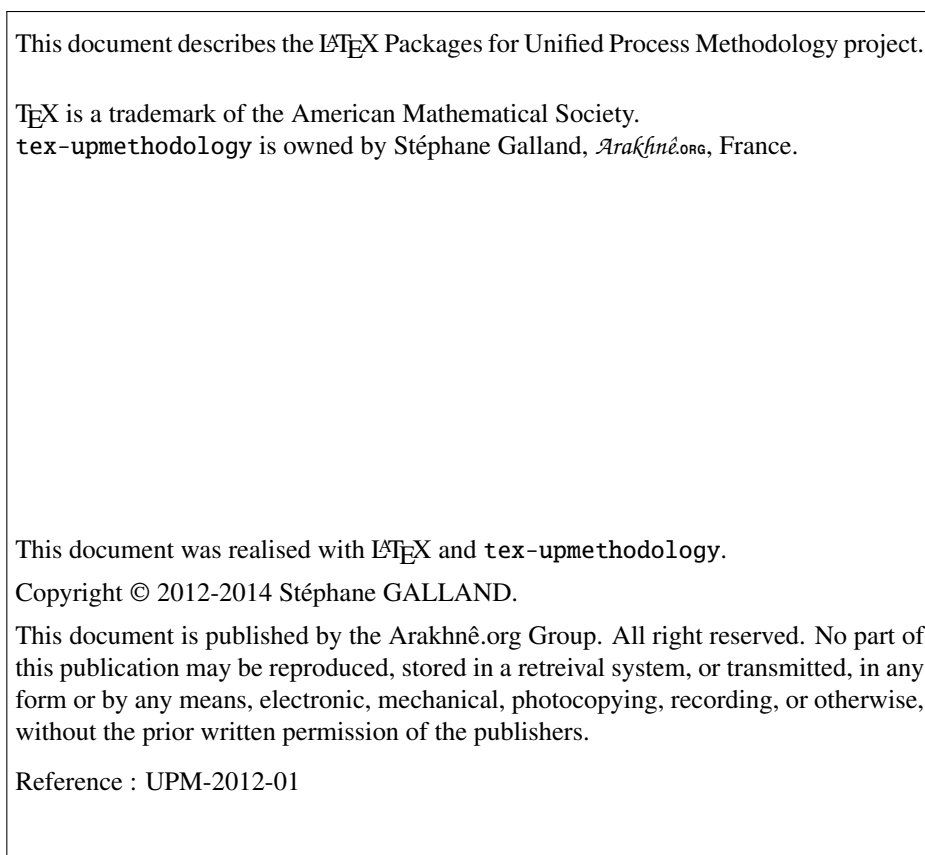 This document describes the LATEX Packages for Unified Process Methodology project.
TEX is a trademark of the American Mathematical Society.
tex-upmethodology is owned by Stéphane Galland, Arakhnê.ORG, France.
This document was realised with LATEX and tex-upmethodology.
Copyright © 2012-2014 Stéphane GALLAND.
This document is published by the Arakhnê.org Group. All right reserved. No part of
this publication may be reproduced, stored in a retreival system, or transmitted, in any
form or by any means, electronic, mechanical, photocopying, recording, or otherwise,
without the prior written permission of the publishers.
Reference : UPM-2012-01